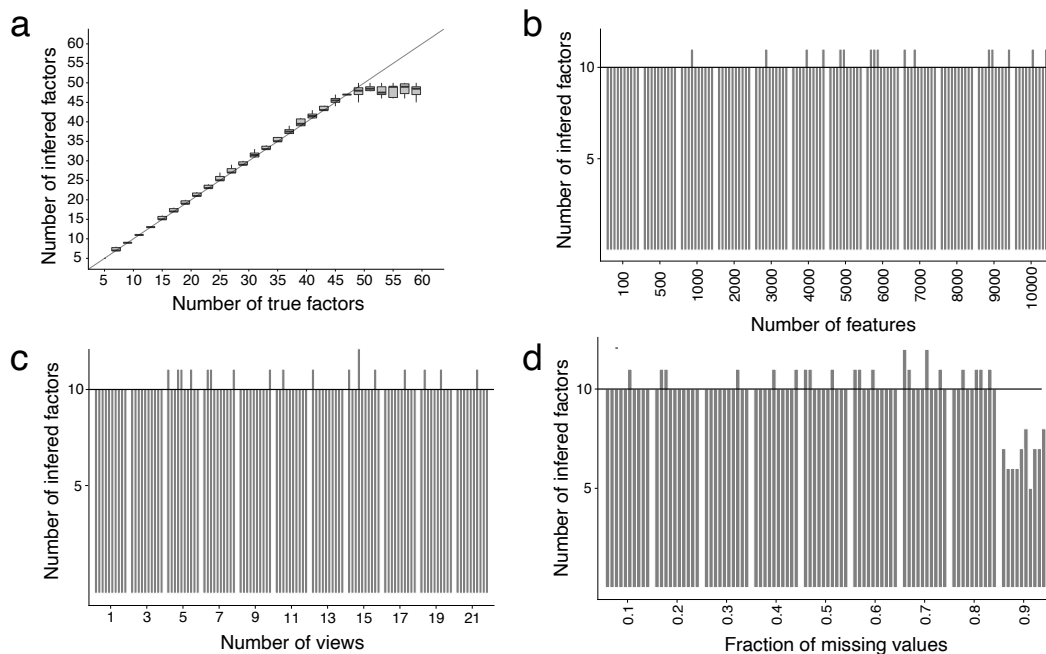 a
Number of infered factors
60
55
50
45
40
35
30
25
20
15
10
5
5 10 15 20 25 30 35 40 45 50 55 60
Number of true factors
b
Number of infered factors
10
5
100 500 1000 2000 3000 4000 5000 6000 7000 8000 9000 10000
Number of features
c
Number of infered factors
10
5
1 3 5 7 9 11 13 15 17 19 21
Number of views
d
Number of infered factors
10
5
0.1 0.2 0.3 0.4 0.5 0.6 0.7 0.8 0.9
Fraction of missing values